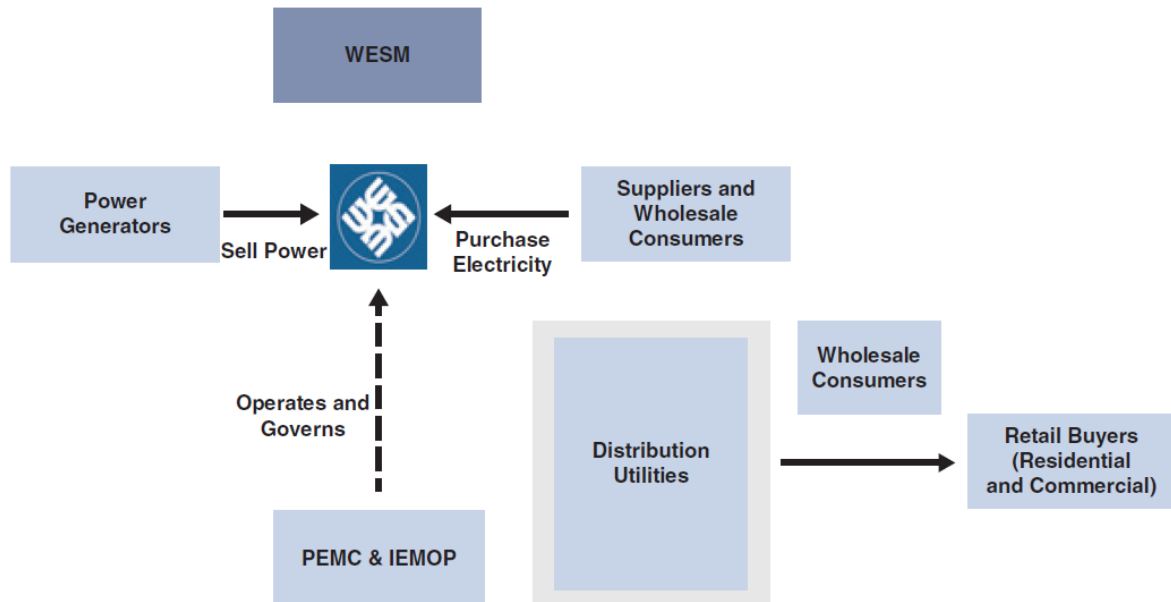 WESM
Power
Generators
Sell Power
Purchase
Electricity
Suppliers and
Wholesale
Consumers
Operates and
Governs
PEMC & IEMOP
Distribution
Utilities
Wholesale
Consumers
Retail Buyers
(Residential
and Commercial)